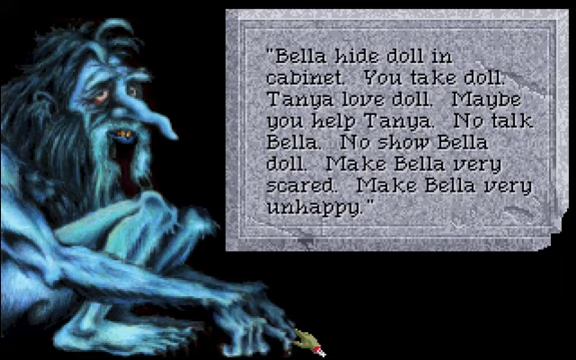 "Bella hide doll in
cabinet. You take doll.
Tanya love doll. Maybe
you help Tanya. No talk
Bella. No show Bella
doll. Make Bella very
scared. Make Bella very
unhappy."